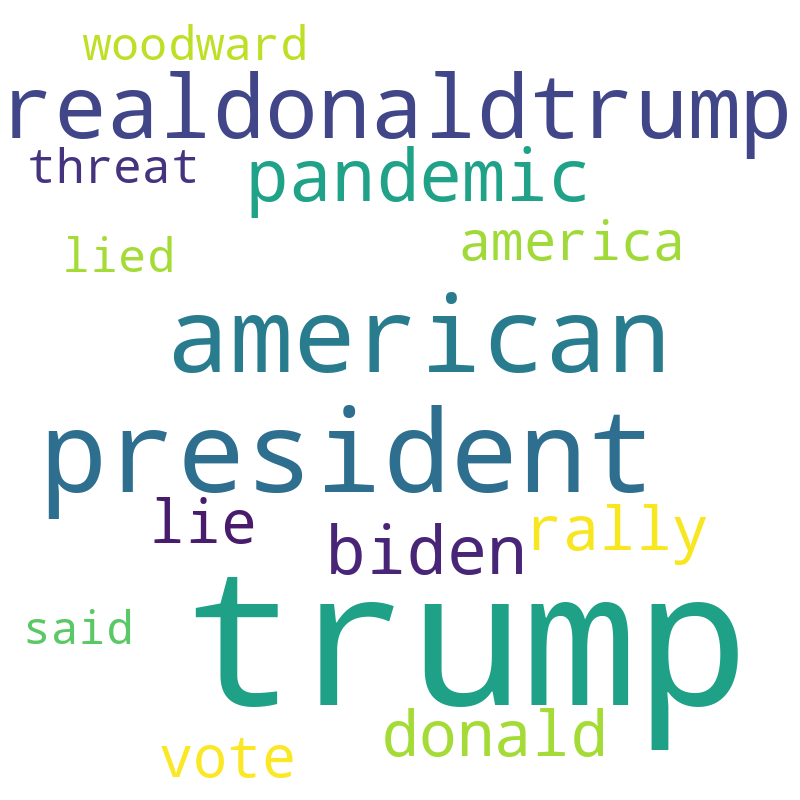 woodward
realdonaldtrump
threat
pandemic
america
lied
american
president
lie
rally
biden
said
trump
donald
vote